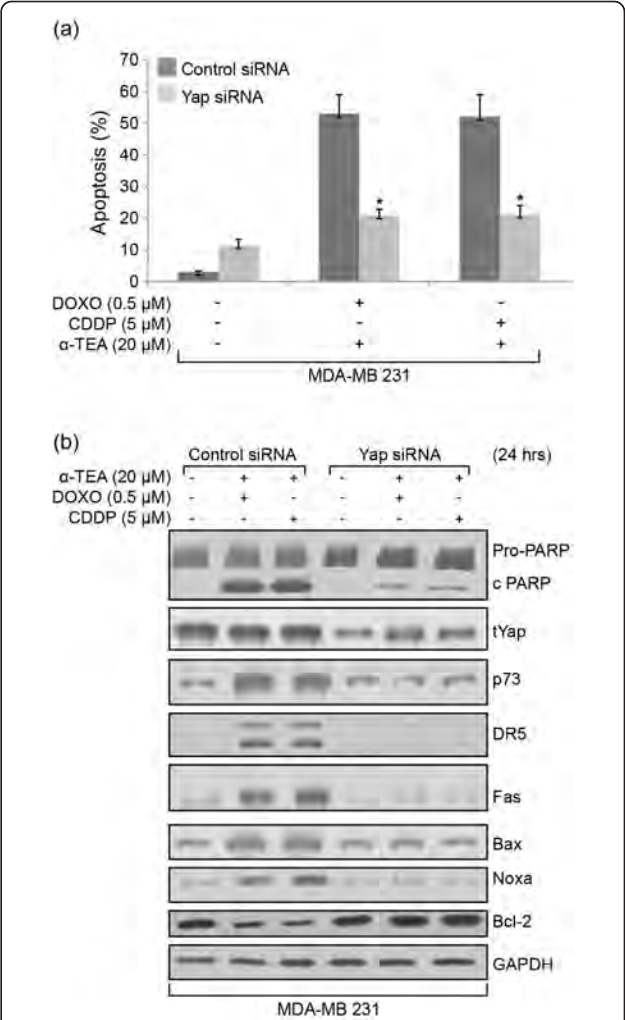 (a)
70
60
50
40
30
20
10
0
Apoptosis (%)
Control siRNA
Yap siRNA
* *
DOXO (0.5 µM) - + -
CDDP (5 µM) - - +
α-TEA (20 µM) - + +
MDA-MB 231
(b)
Control siRNA Yap siRNA (24 hrs)
α-TEA (20 µM) - + + - + +
DOXO (0.5 µM) - + - - + -
CDDP (5 µM) - - + - - +
Pro-PARP
c PARP
tYap
p73
DR5
Fas
Bax
Noxa
Bcl-2
GAPDH
MDA-MB 231